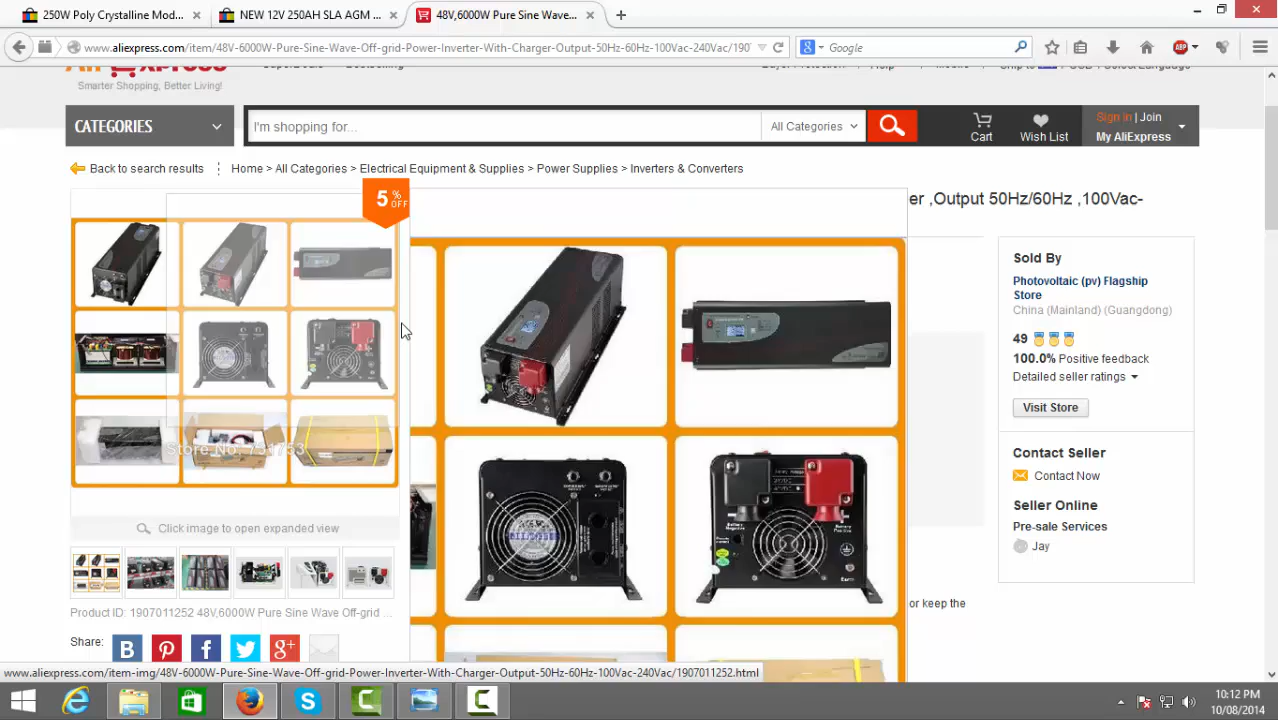 250W Poly Crystalline Mod...
NEW 12V 250AH SLA AGM ...
48V,6000W Pure Sine Wave...
www.aliexpress.com/item/48V-6000W-Pure-Sine-Wave-Off-grid-Power-Inverter-With-Charger-Output-50Hz-60Hz-100Vac-240Vac/190
Google
Smarter Shopping, Better Living!
CATEGORIES
I'm shopping for...
All Categories
Cart
Wish List
Sign In | Join
My AliExpress
Back to search results
Home > All Categories > Electrical Equipment & Supplies > Power Supplies > Inverters & Converters
5 % OFF
er ,Output 50Hz/60Hz ,100Vac-
Sold By
Photovoltaic (pv) Flagship
Store
China (Mainland) (Guangdong)
49
100.0% Positive feedback
Detailed seller ratings
Visit Store
Contact Seller
Contact Now
Seller Online
Pre-sale Services
Jay
Click image to open expanded view
Product ID: 1907011252 48V,6000W Pure Sine Wave Off-grid ...
or keep the
Share:
www.aliexpress.com/item-img/48V-6000W-Pure-Sine-Wave-Off-grid-Power-Inverter-With-Charger-Output-50Hz-60Hz-100Vac-240Vac/1907011252.html
10:12 PM
10/08/2014